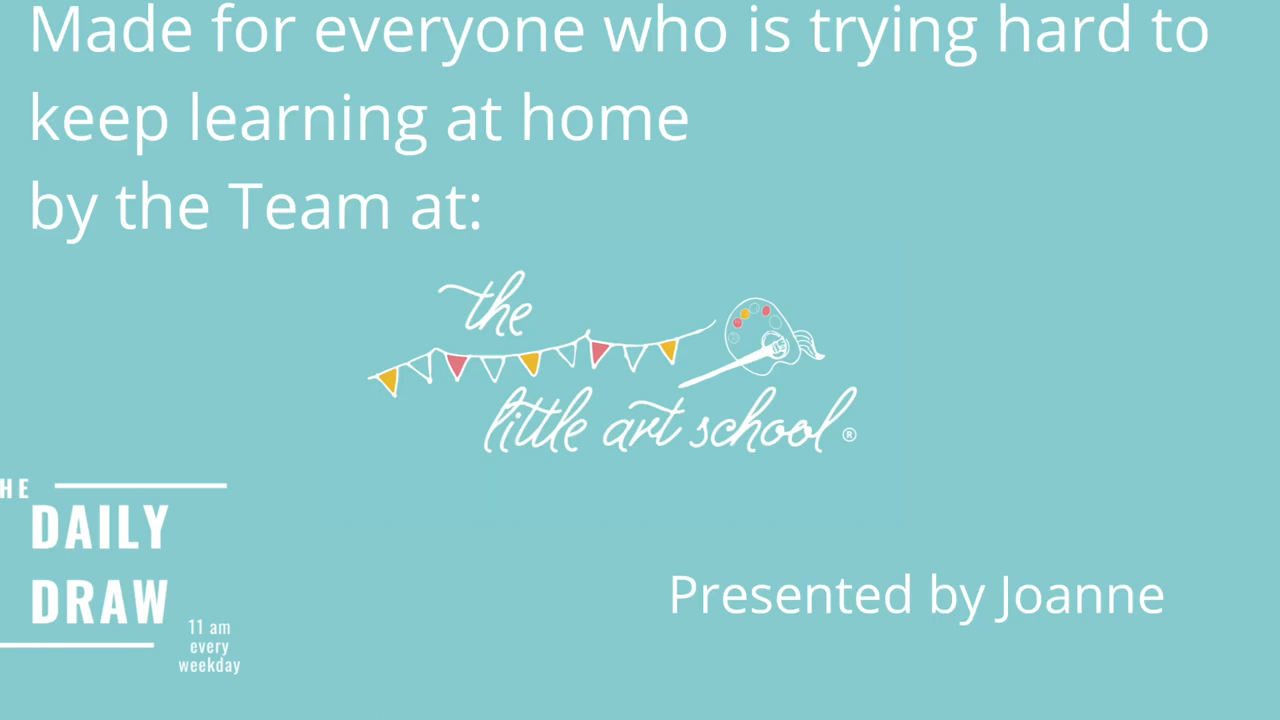 Made for everyone who is trying hard to
keep learning at home
by the Team at:
the
little art school ®
HE
DAILY
DRAW
11 am
every
weekday
Presented by Joanne